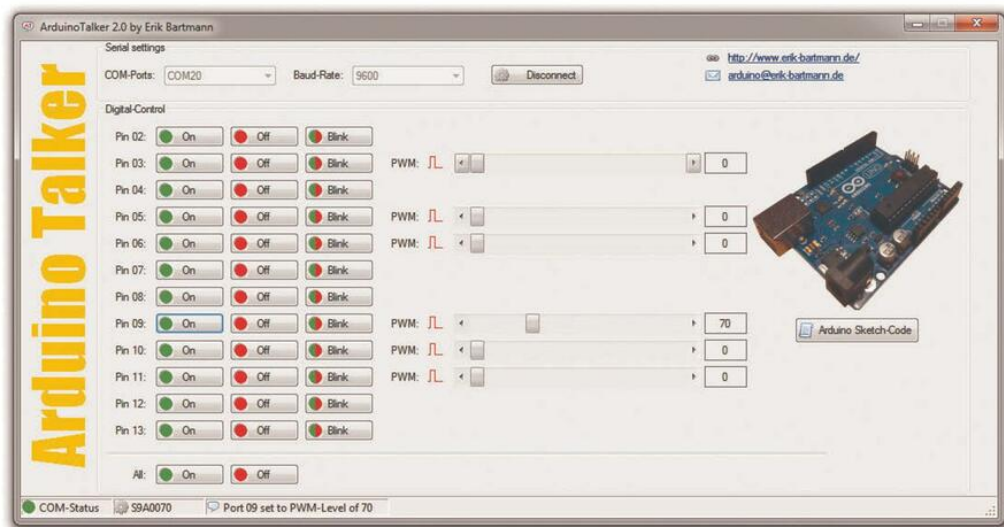 ArduinoTalker 2.0 by Erik Bartmann
Arduino Talker
Serial settings
COM-Ports: COM20 Baud-Rate: 9600 Disconnect
http://www.erik-bartmann.de/
arduino@erik-bartmann.de
Digital-Control
Pin 02: On Off Blink
Pin 03: On Off Blink PWM: 0
Pin 04: On Off Blink
Pin 05: On Off Blink PWM: 0
Pin 06: On Off Blink PWM: 0
Pin 07: On Off Blink
Pin 08: On Off Blink
Pin 09: On Off Blink PWM: 70
Pin 10: On Off Blink PWM: 0
Pin 11: On Off Blink PWM: 0
Pin 12: On Off Blink
Pin 13: On Off Blink
All: On Off
UNO
Arduino Sketch-Code
COM-Status S9A0070 Port 09 set to PWM-Level of 70